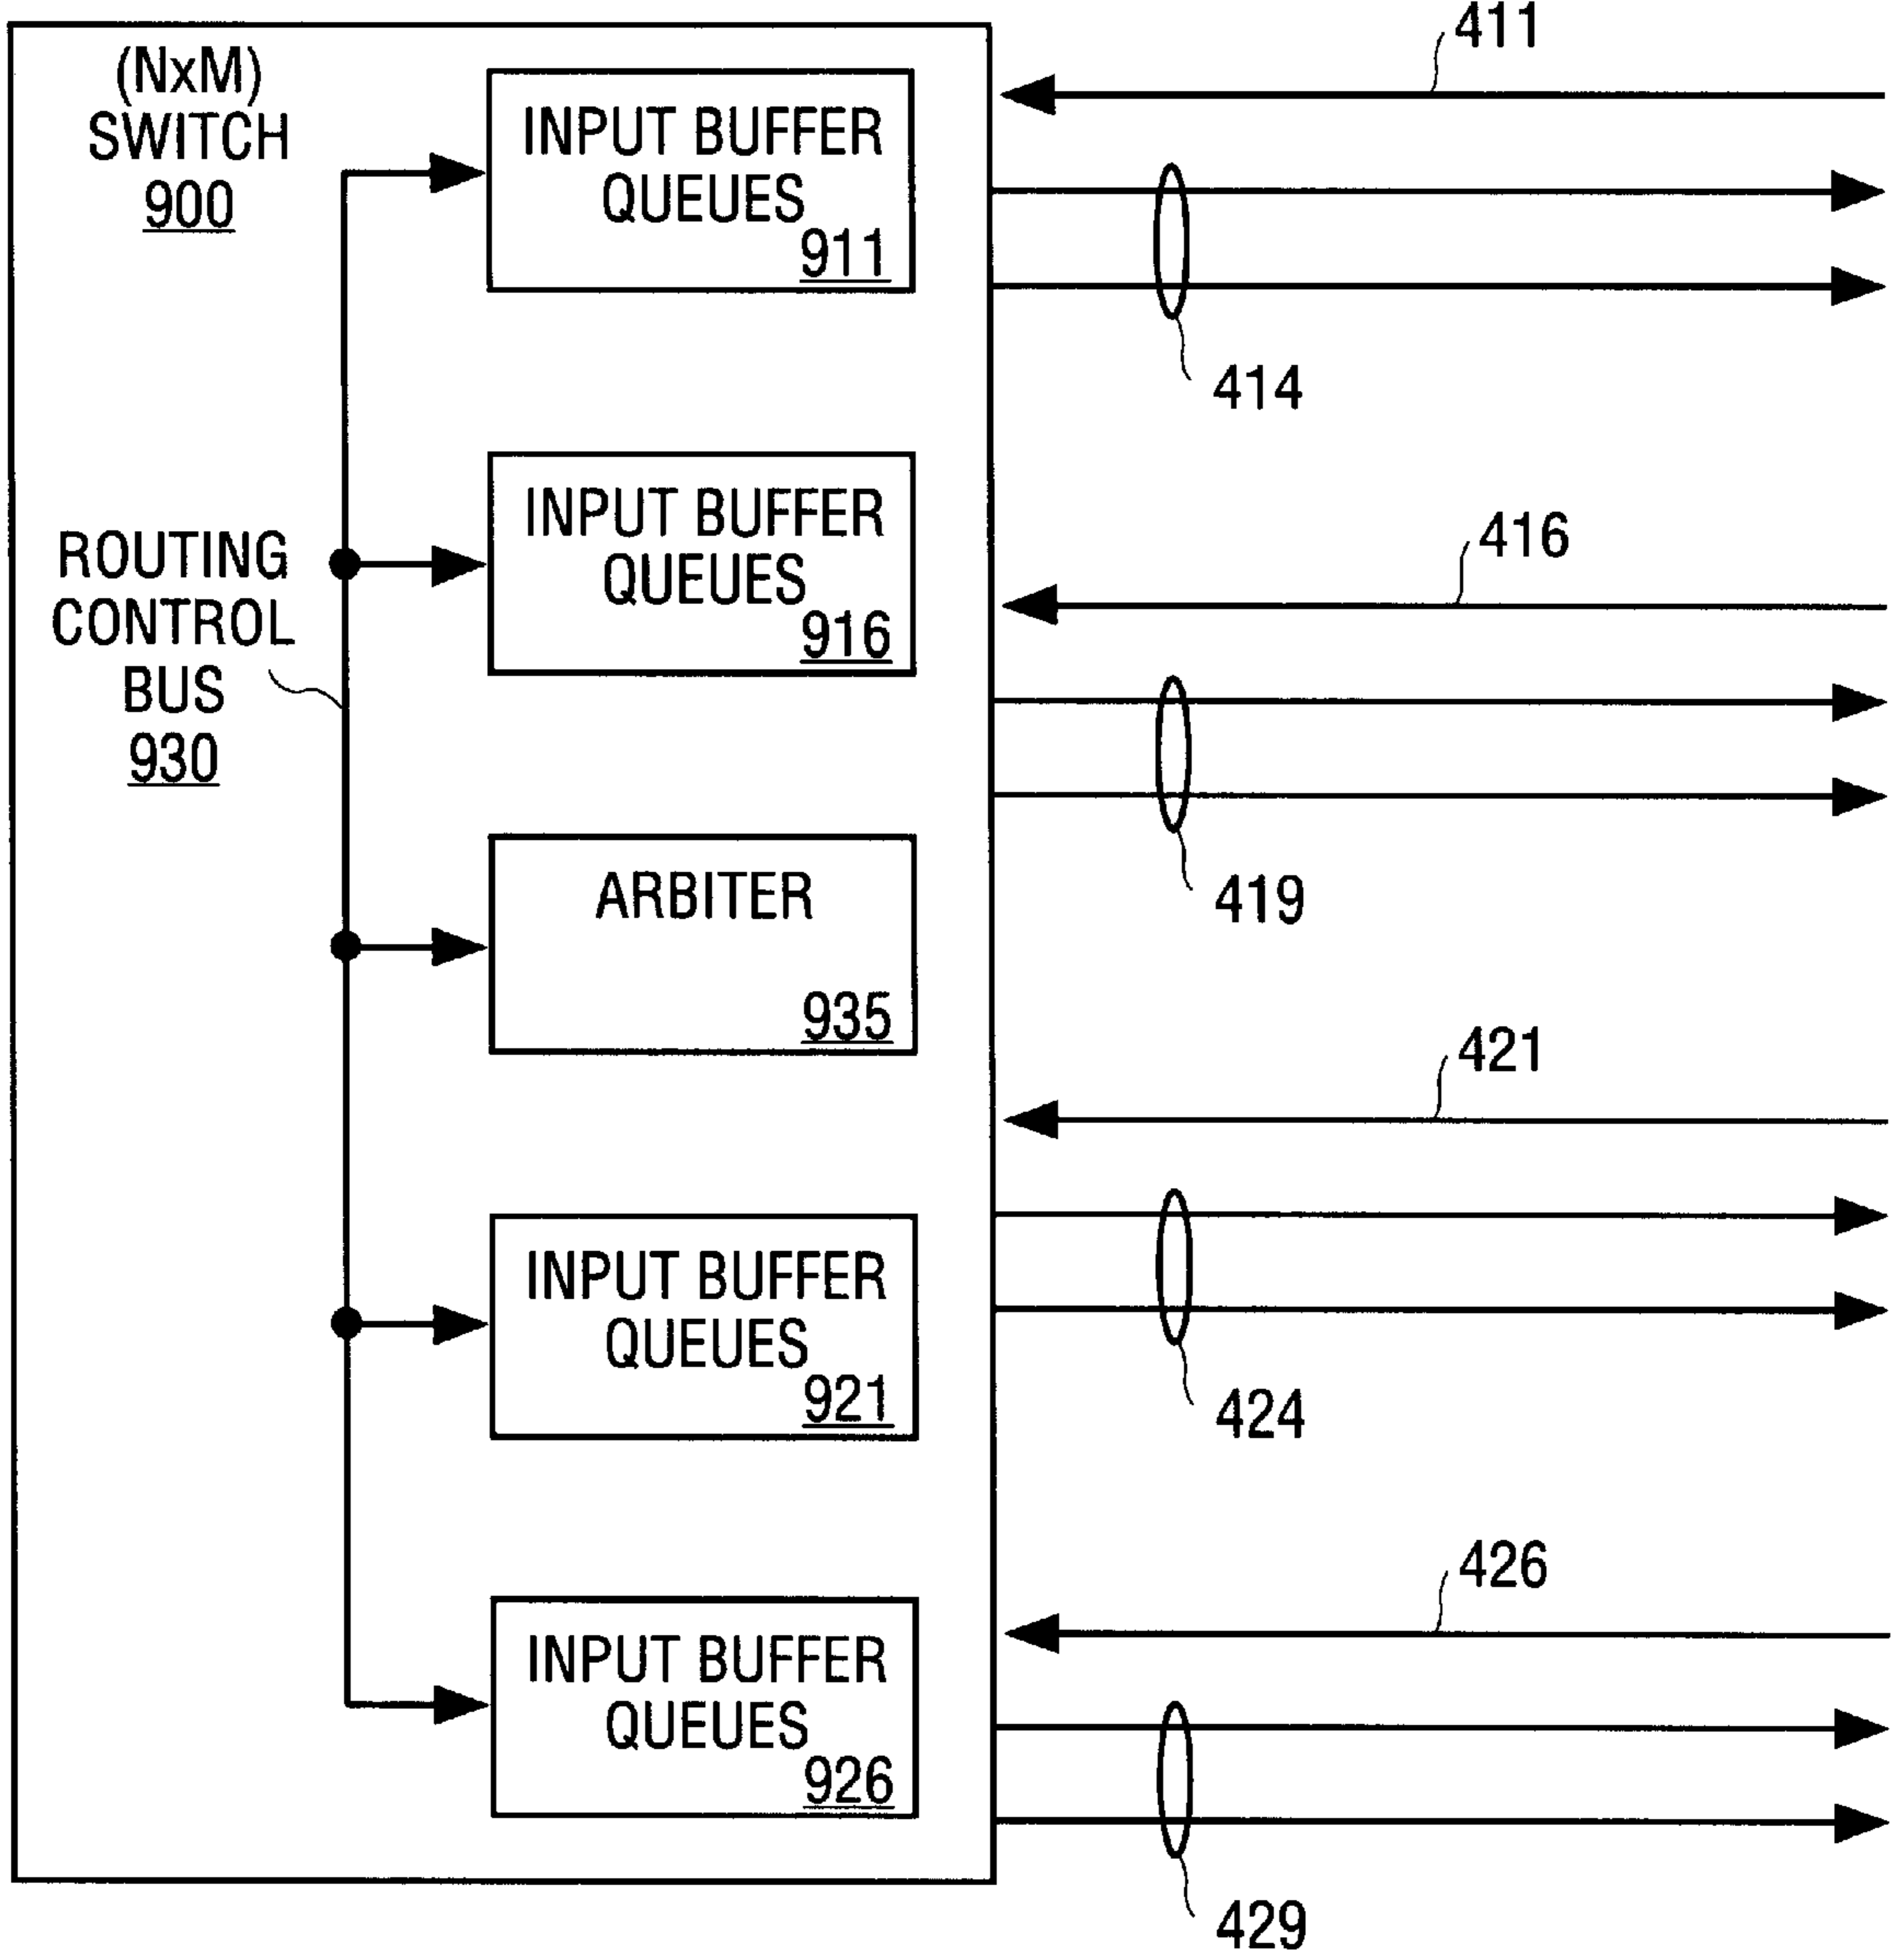 (NxM)
SWITCH
900
INPUT BUFFER
QUEUES
911
411
414
INPUT BUFFER
QUEUES
916
ROUTING
CONTROL
BUS
930
416
419
ARBITER
935
421
INPUT BUFFER
QUEUES
921
424
426
INPUT BUFFER
QUEUES
926
429